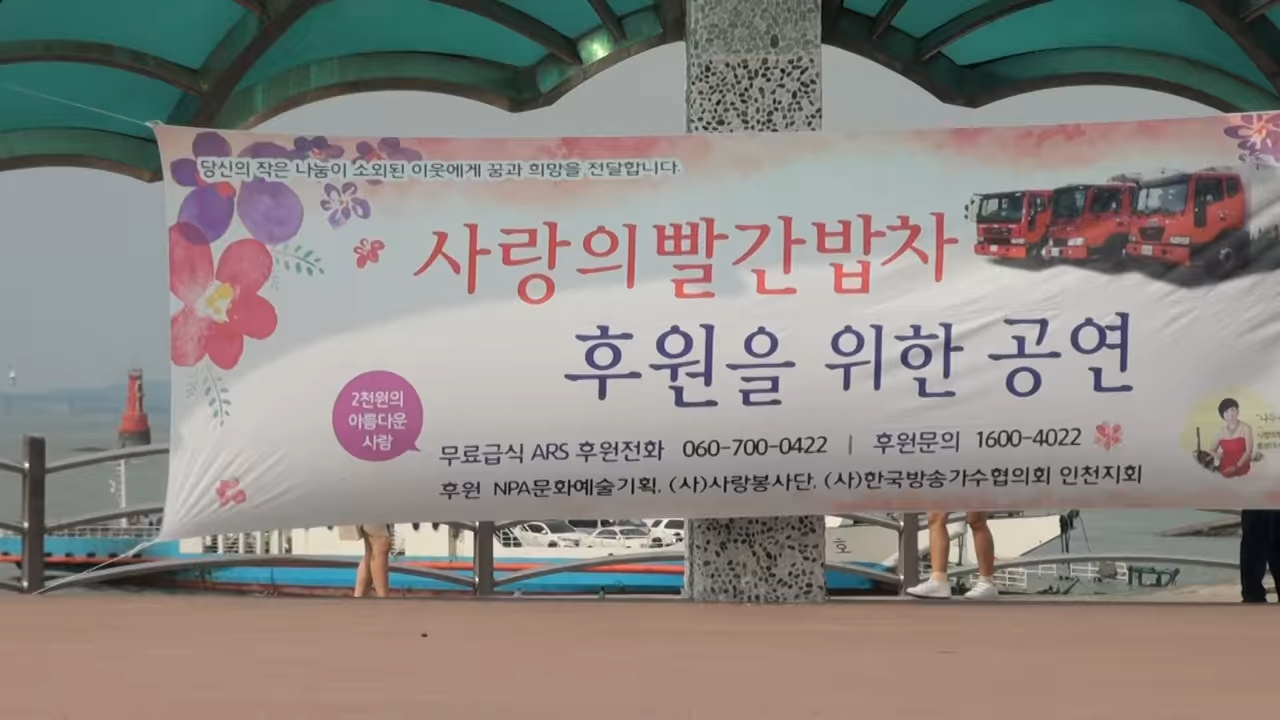 당신의 작은 나눔이 소외된 이웃에게 꿈과 희망을 전달합니다.
사랑의빨간밥차
후원을 위한 공연
2천원의
아름다운
사람
무료급식 ARS 후원전화 060-700-0422 | 후원문의 1600-4022
후원 NPA문화예술기획, (사)사랑봉사단, (사)한국방송가수협의회 인천지회
호